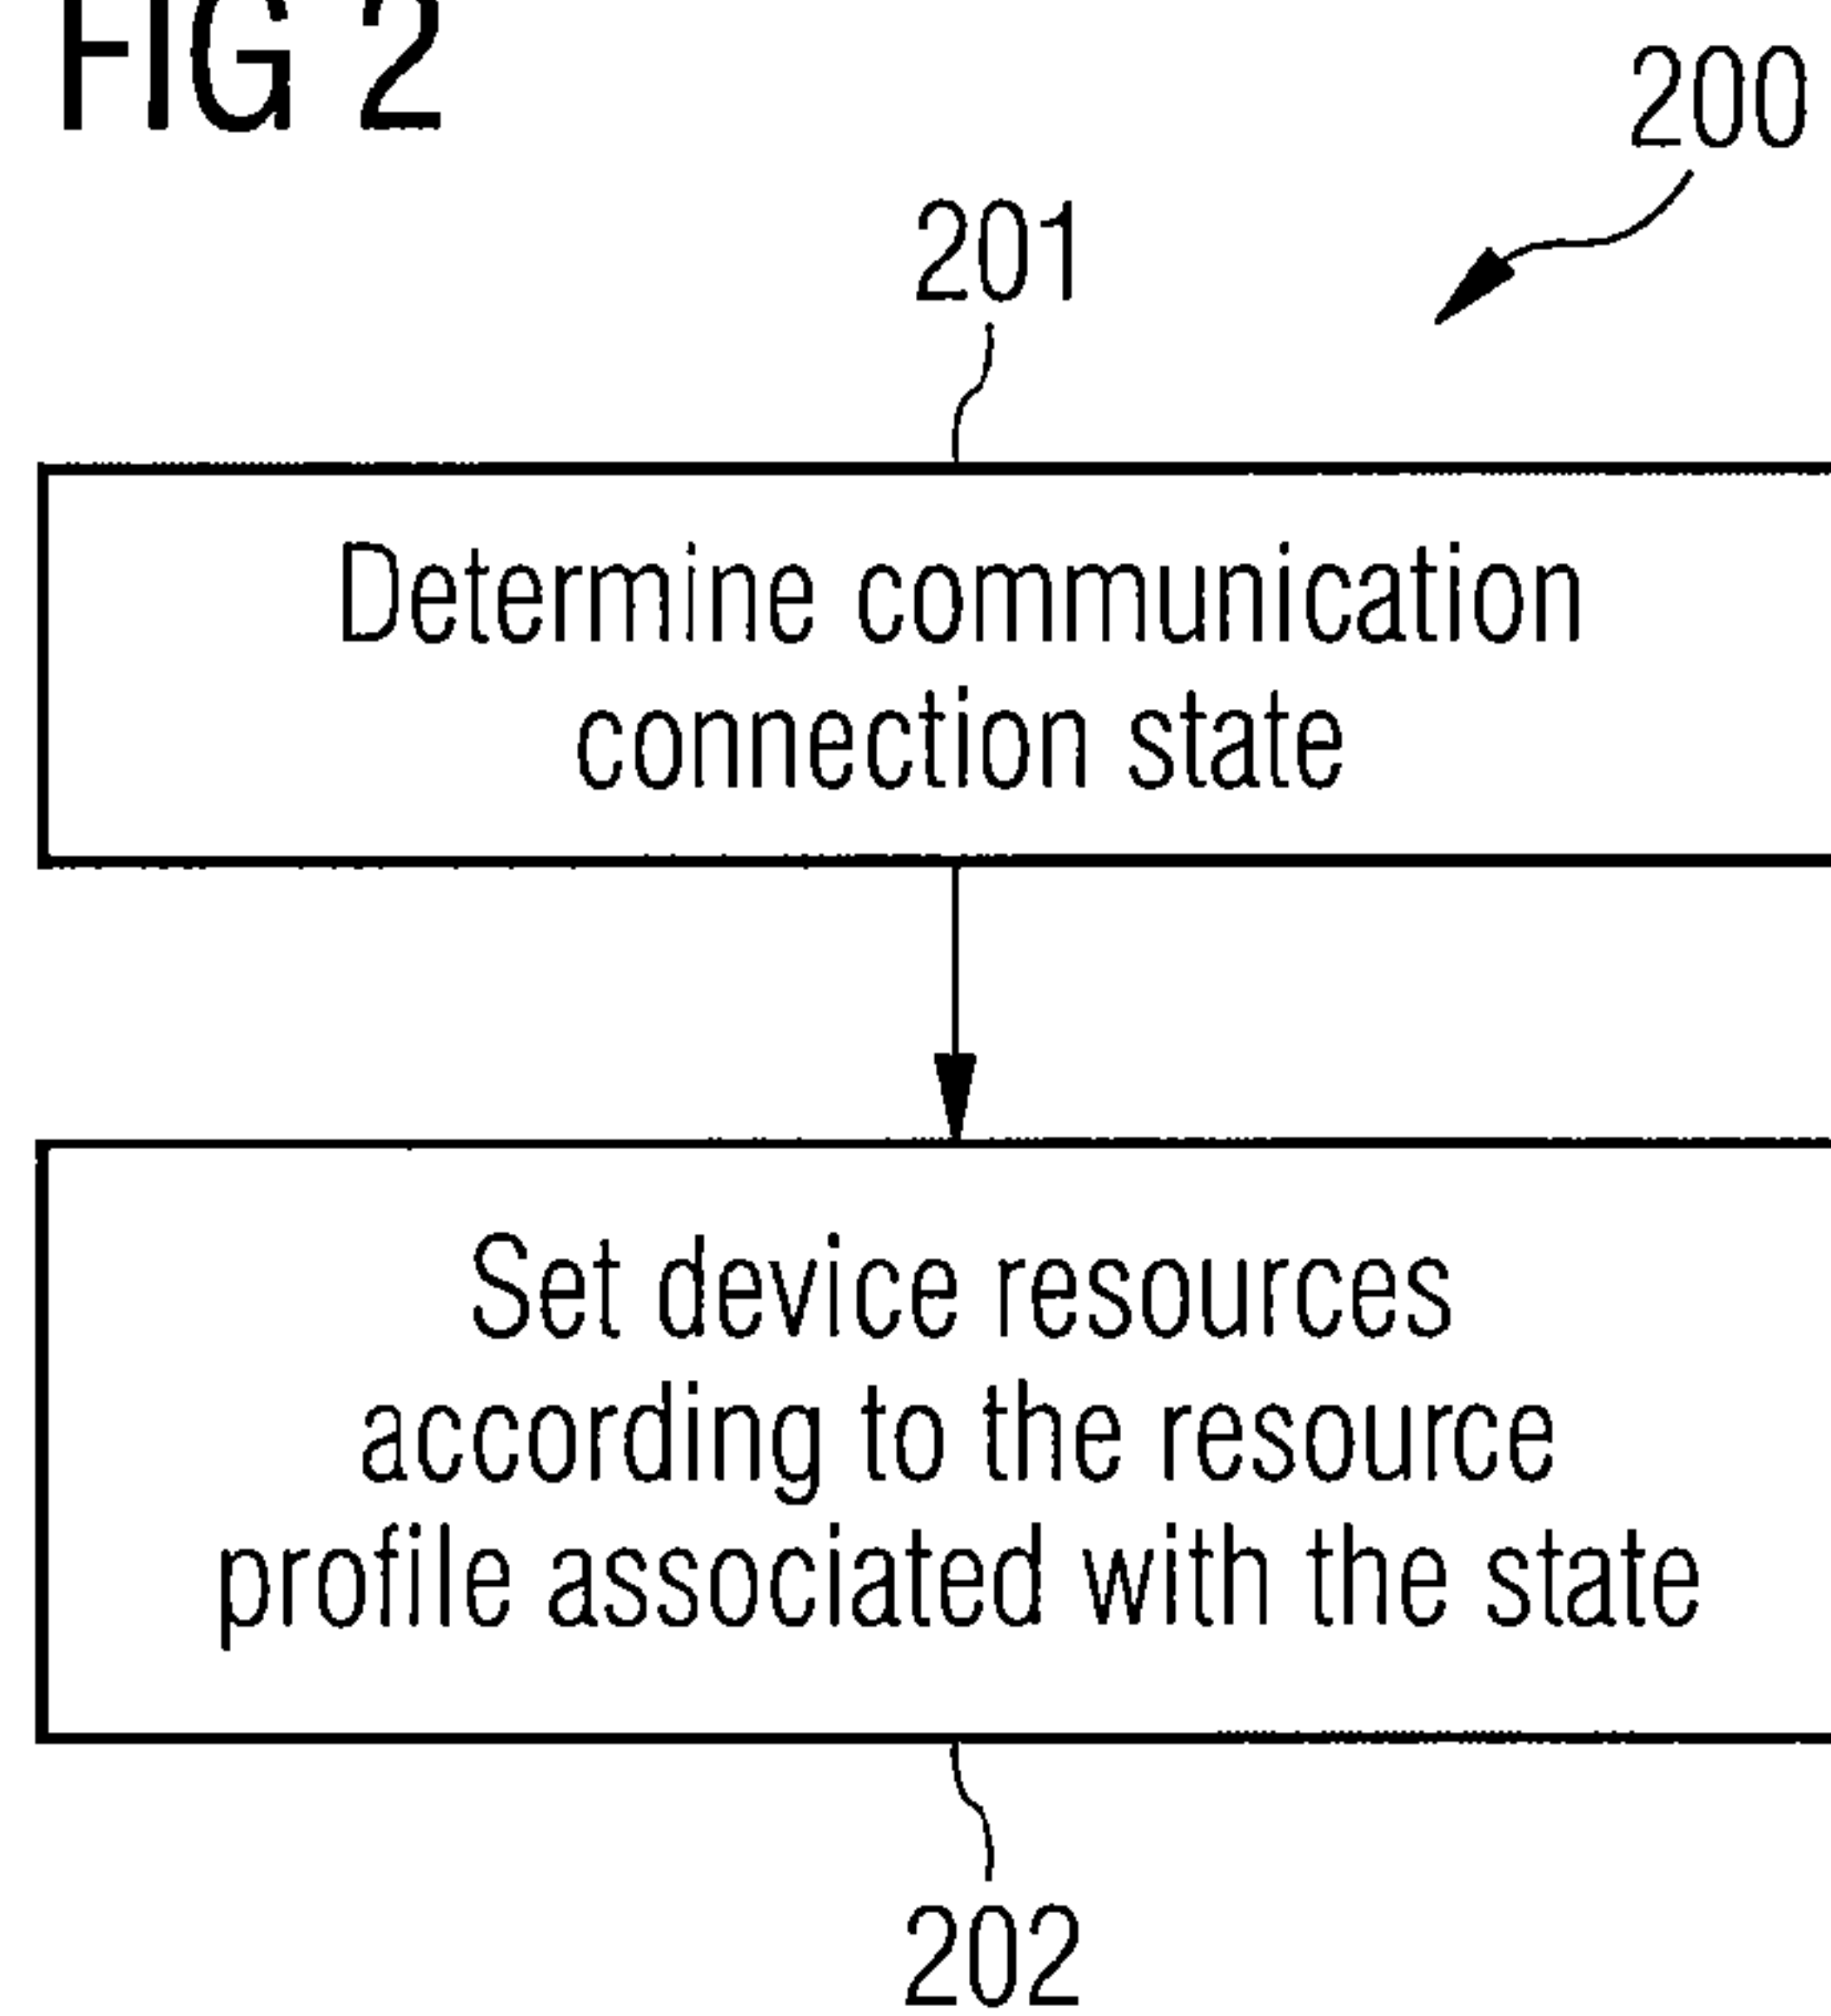 FIG 2
200
201
Determine communication
connection state
Set device resources
according to the resource
profile associated with the state
202